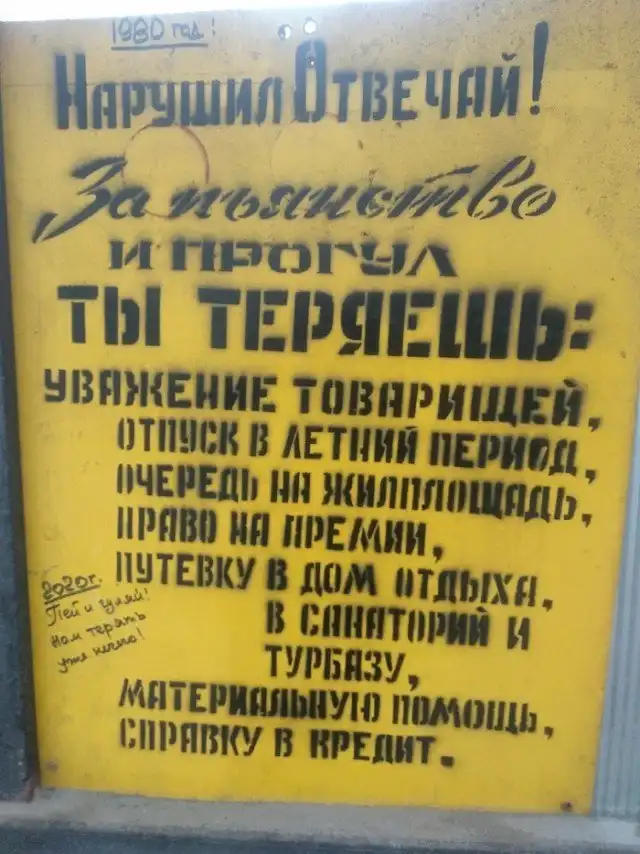 1980 год!
Нарушил Отвечай!
За пьянство
и прогул
ты теряешь:
уважение товарищей,
отпуск в летний период,
очередь на жилплощадь,
право на премии,
путевку в дом отдыха,
в санаторий и
турбазу,
материальную помощь,
справку в кредит.
2020г.
Пей и гуляй!
Нам терять
уже нечего!